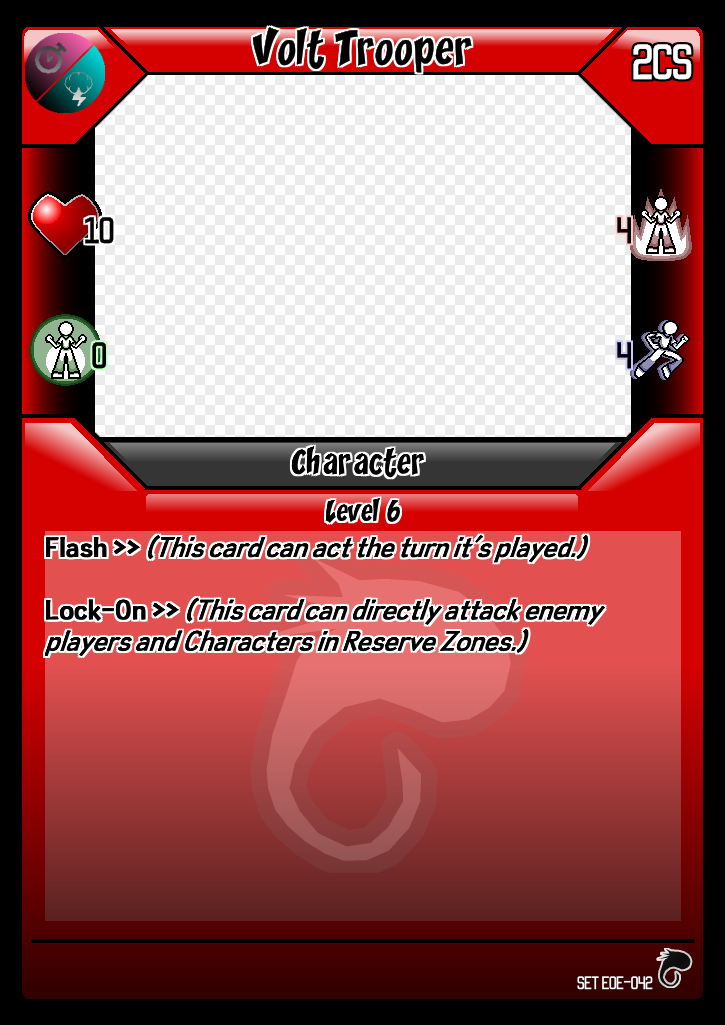 Volt Trooper
2CS
10
4
0
4
Character
Level 6
Flash >> (This card can act the turn it's played.)
Lock-On >> (This card can directly attack enemy
players and Characters in Reserve Zones.)
SET EOE-042